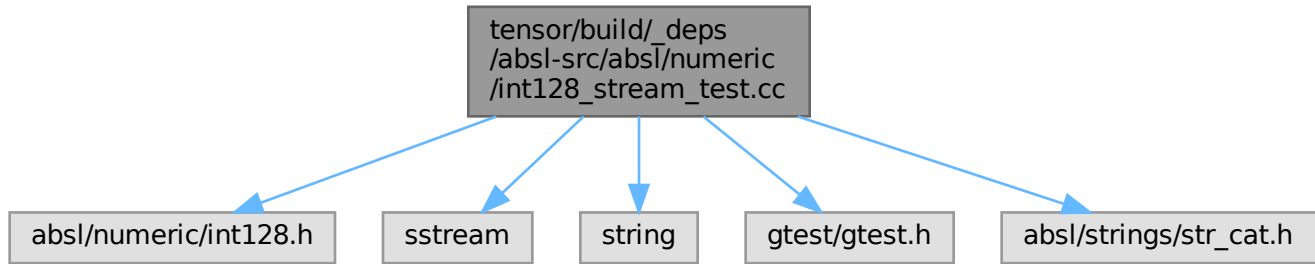 tensor/build/_deps
/absl-src/absl/numeric
/int128_stream_test.cc
absl/numeric/int128.h
sstream
string
gtest/gtest.h
absl/strings/str_cat.h